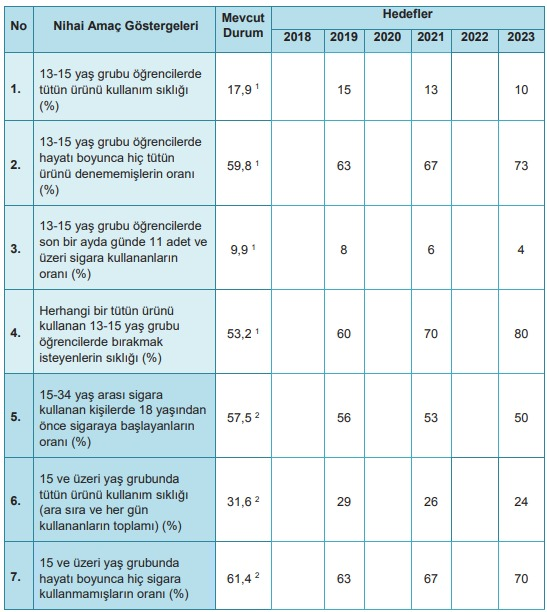 No Nihai Amaç Göstergeleri Mevcut Durum Hedefler
2018 2019 2020 2021 2022 2023
1. 13-15 yaş grubu öğrencilerde
tütün ürünü kullanım sıklığı
(%)
17,9 ¹ 15 13 10
2. 13-15 yaş grubu öğrencilerde
hayatı boyunca hiç tütün
ürünü denememişlerin oranı
(%)
59,8 ¹ 63 67 73
3. 13-15 yaş grubu öğrencilerde
son bir ayda günde 11 adet ve
üzeri sigara kullananların
oranı (%)
9,9 ¹ 8 6 4
4. Herhangi bir tütün ürünü
kullanan 13-15 yaş grubu
öğrencilerde bırakmak
isteyenlerin sıklığı (%)
53,2 ¹ 60 70 80
5. 15-34 yaş arası sigara
kullanan kişilerde 18 yaşından
önce sigaraya başlayanların
oranı (%)
57,5 ² 56 53 50
6. 15 ve üzeri yaş grubunda
tütün ürünü kullanım sıklığı
(ara sıra ve her gün
kullananların toplamı) (%)
31,6 ² 29 26 24
7. 15 ve üzeri yaş grubunda
hayatı boyunca hiç sigara
kullanmamışların oranı (%)
61,4 ² 63 67 70